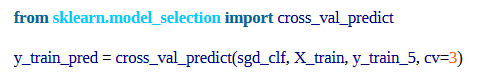 from sklearn.model_selection import cross_val_predict
y_train_pred = cross_val_predict(sgd_clf, X_train, y_train_5, cv=3)